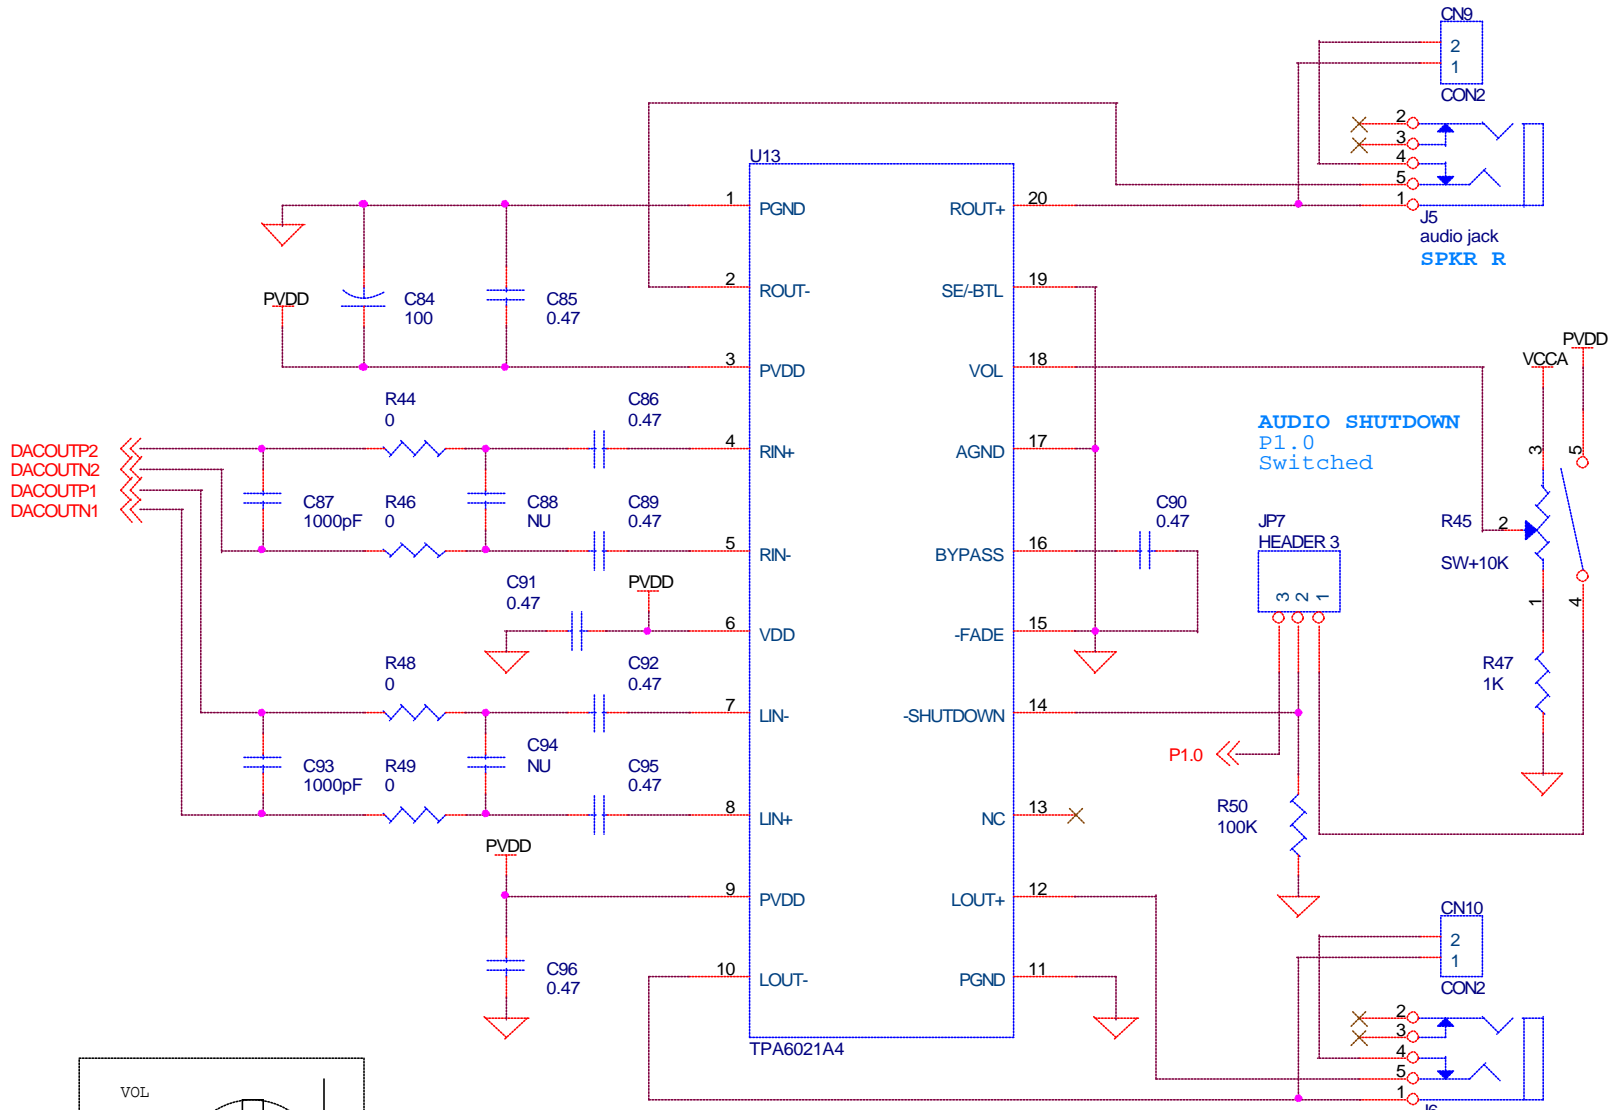 CN9
2
1
CON2
2
3
4
5
1
J5
audio jack
SPKR R
U13
1 PGND
ROUT+ 20
2 ROUT-
SE/-BTL 19
PVDD
C84
100
C85
0.47
3 PVDD
VOL 18
PVDD
VCCA
R44
0
C86
0.47
AUDIO SHUTDOWN
P1.0
Switched
DACOUTP2
DACOUTN2
DACOUTP1
DACOUTN1
4 RIN+
AGND 17
3
5
C87
1000pF
R46
0
C88
NU
C89
0.47
C90
0.47
JP7
HEADER 3
R45
2
SW+10K
5 RIN-
BYPASS 16
3
2
1
1
4
C91
0.47
PVDD
6 VDD
-FADE 15
R48
0
C92
0.47
R47
1K
7 LIN-
-SHUTDOWN 14
P1.0
C93
1000pF
R49
0
C94
NU
C95
0.47
8 LIN+
NC 13
R50
100K
PVDD
9 PVDD
LOUT+ 12
CN10
2
1
CON2
C96
0.47
10 LOUT-
PGND 11
2
3
4
5
1
TPA6021A4
VOL